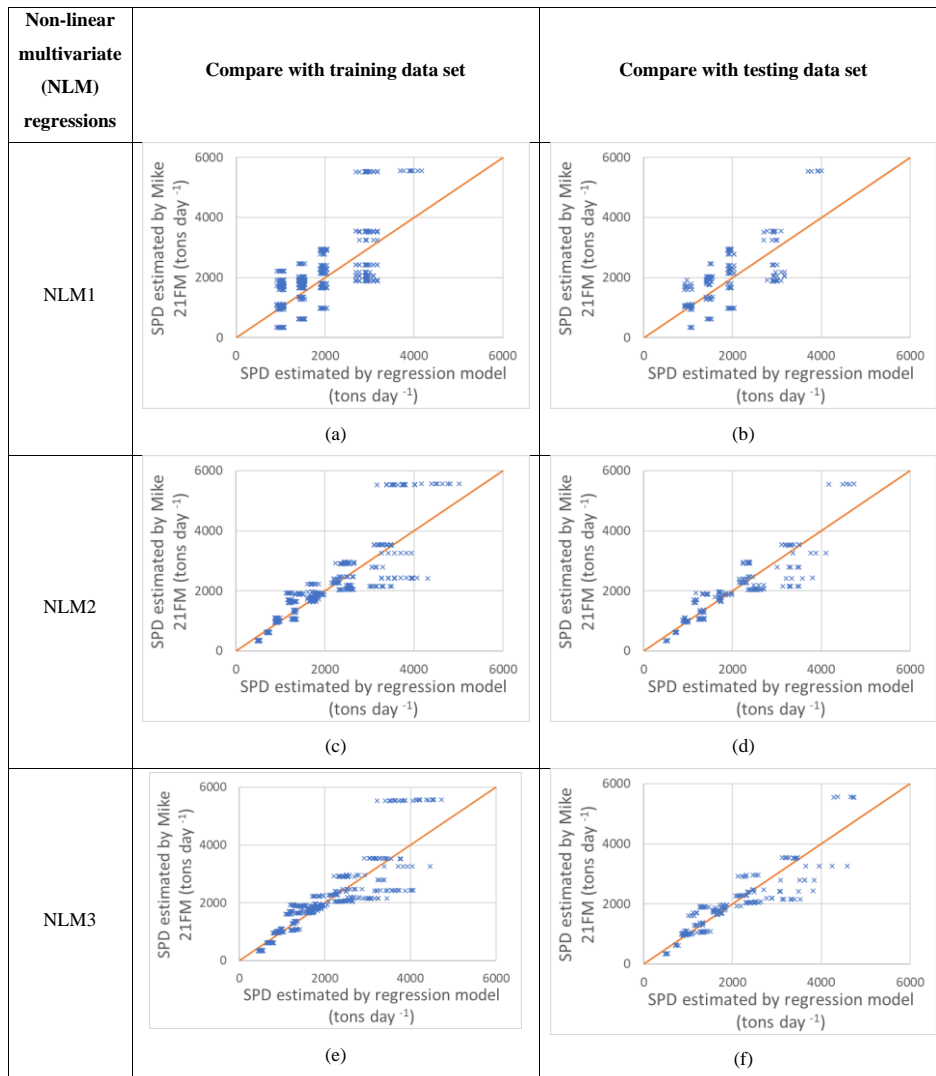 Non-linear
multivariate
(NLM)
regressions
Compare with training data set
Compare with testing data set
NLM1
SPD estimated by Mike
21FM (tons day -1)
6000
4000
2000
0
0 2000 4000 6000
SPD estimated by regression model
(tons day -1)
(a)
SPD estimated by Mike
21FM (tons day -1)
6000
4000
2000
0
0 2000 4000 6000
SPD estimated by regression model
(tons day -1)
(b)
NLM2
SPD estimated by Mike
21FM (tons day -1)
6000
4000
2000
0
0 2000 4000 6000
SPD estimated by regression model
(tons day -1)
(c)
SPD estimated by Mike
21FM (tons day -1)
6000
4000
2000
0
0 2000 4000 6000
SPD estimated by regression model
(tons day -1)
(d)
NLM3
SPD estimated by Mike
21FM (tons day -1)
6000
4000
2000
0
0 2000 4000 6000
SPD estimated by regression model
(tons day -1)
(e)
SPD estimated by Mike
21FM (tons day -1)
6000
4000
2000
0
0 2000 4000 6000
SPD estimated by regression model
(tons day -1)
(f)